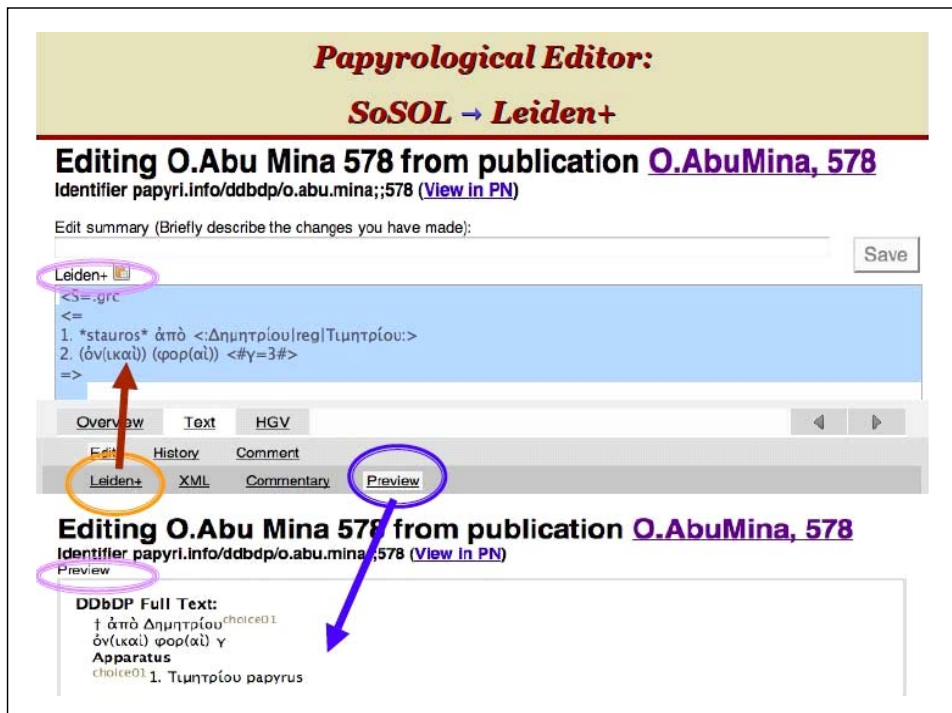 Papyrological Editor:
SoSOL → Leiden+
Editing O.Abu Mina 578 from publication O.AbuMina, 578
Identifier papyri.info/ddbdp/o.abu.mina;;578 (View in PN)
Edit summary (Briefly describe the changes you have made):
Save
Leiden+
<S=.grc
<=
1. *stauros* ἀπὸ <:Δημητρίου|reg|Τιμητρίου:>
2. (ὀν(ικαὶ)) (φορ(αὶ)) <#γ=3#>
=>
Overview Text HGV
Edit History Comment
Leiden+ XML Commentary Preview
Editing O.Abu Mina 578 from publication O.AbuMina, 578
Identifier papyri.info/ddbdp/o.abu.mina;;578 (View in PN)
Preview
DDbDP Full Text:
† ἀπὸ Δημητρίου choice01
ὀν(ικαὶ) φορ(αὶ) γ
Apparatus
choice01 1. Τιμητρίου papyrus